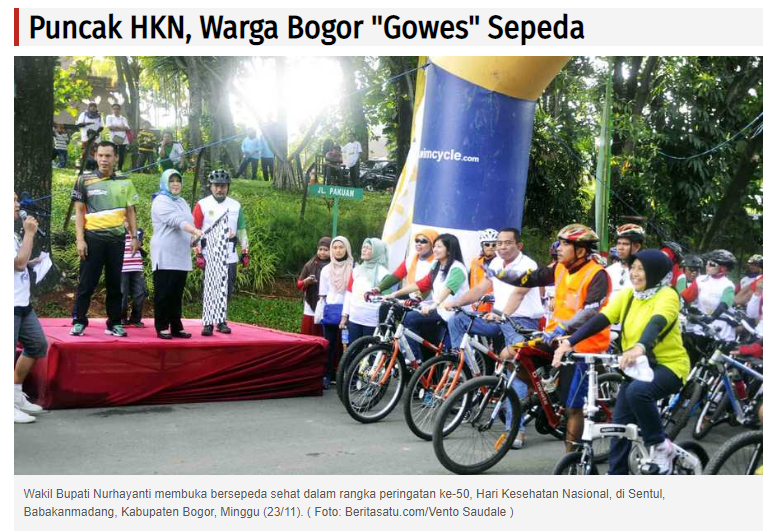 Puncak HKN, Warga Bogor "Gowes" Sepeda
wimcycle.com
JL. PAKUAN
Wakil Bupati Nurhayanti membuka bersepeda sehat dalam rangka peringatan ke-50, Hari Kesehatan Nasional, di Sentul,
Babakanmadang, Kabupaten Bogor, Minggu (23/11). ( Foto: Beritasatu.com/Vento Saudale )